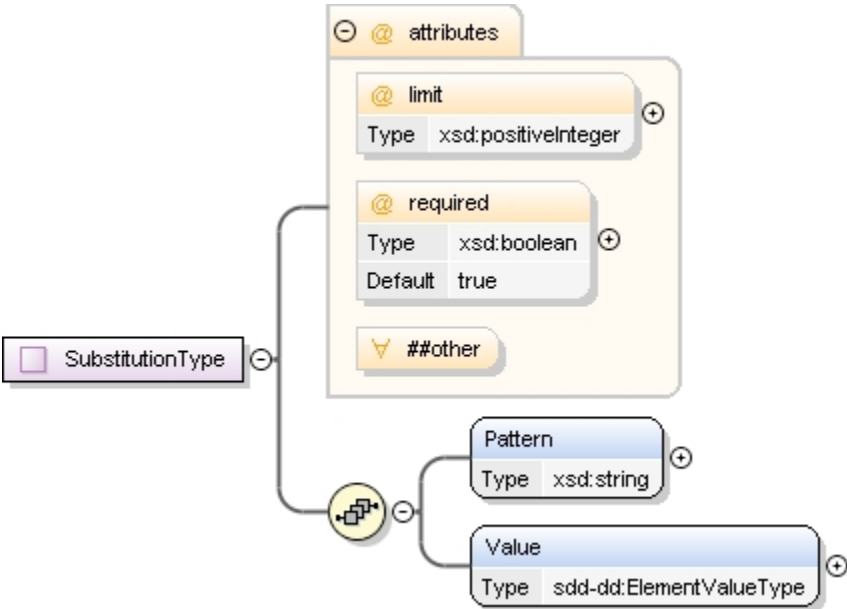 @ attributes
@ limit
Type xsd:positiveInteger
@ required
Type xsd:boolean
Default true
∀ ##other
SubstitutionType
Pattern
Type xsd:string
Value
Type sdd-dd:ElementValueType